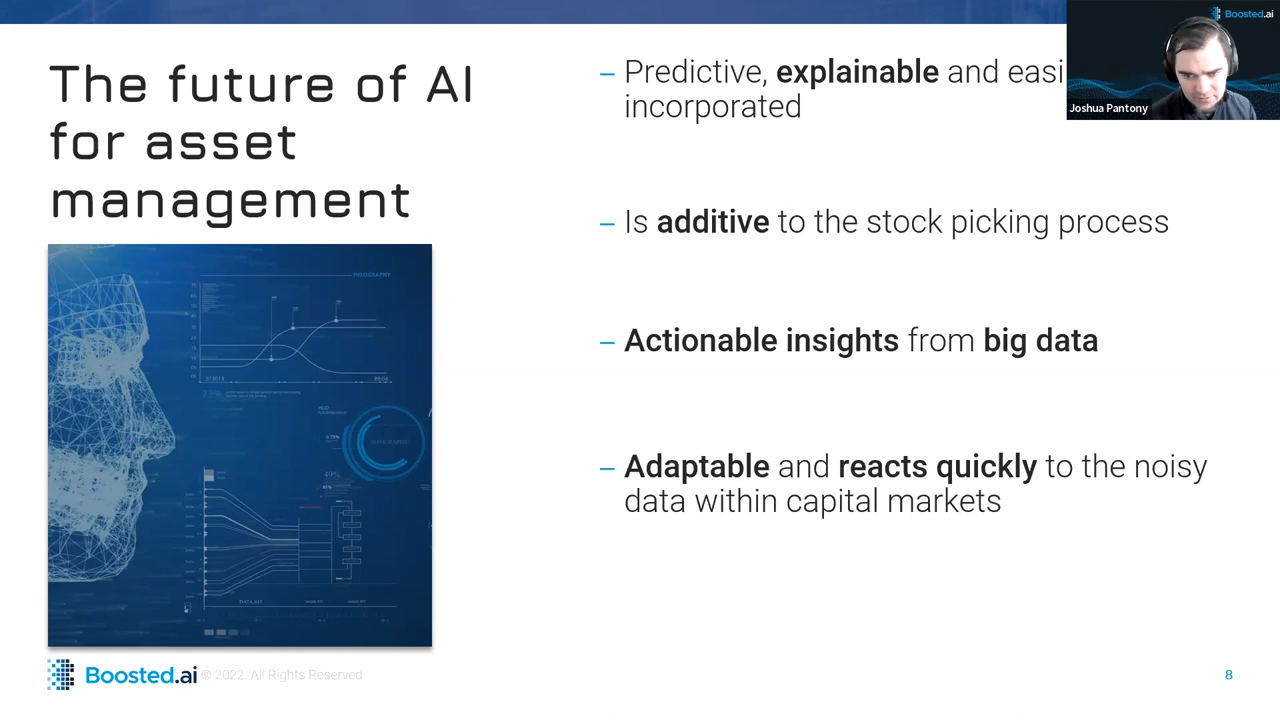 The future of AI
for asset
management
– Predictive, explainable and easi
incorporated
– Is additive to the stock picking process
– Actionable insights from big data
– Adaptable and reacts quickly to the noisy
data within capital markets
Boosted.ai
Joshua Pantony
INFOGRAPHY
Boosted.ai © 2022. All Rights Reserved
8